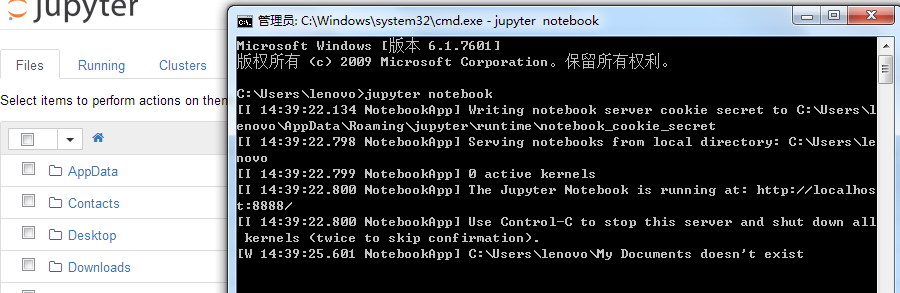 jupyter
Files
Running
Clusters
Select items to perform actions on then
AppData
Contacts
Desktop
Downloads
管理员: C:\Windows\system32\cmd.exe - jupyter  notebook
Microsoft Windows [版本 6.1.7601]
版权所有 (c) 2009 Microsoft Corporation。保留所有权利。
C:\Users\lenovo>jupyter notebook
[I 14:39:22.134 NotebookApp] Writing notebook server cookie secret to C:\Users\l
enovo\AppData\Roaming\jupyter\runtime\notebook_cookie_secret
[I 14:39:22.798 NotebookApp] Serving notebooks from local directory: C:\Users\le
novo
[I 14:39:22.799 NotebookApp] 0 active kernels
[I 14:39:22.800 NotebookApp] The Jupyter Notebook is running at: http://localhos
t:8888/
[I 14:39:22.800 NotebookApp] Use Control-C to stop this server and shut down all
 kernels (twice to skip confirmation).
[W 14:39:25.601 NotebookApp] C:\Users\lenovo\My Documents doesn't exist